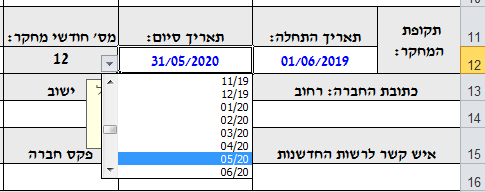 תקופת המחקר:
תאריך התחלה:
תאריך סיום:
מס' חודשי מחקר:
11
01/06/2019
31/05/2020
12
12
11/19
12/19
01/20
02/20
03/20
04/20
05/20
06/20
כתובת החברה: רחוב
ישוב
13
14
איש קשר לרשות החדשנות
פקס חברה
15
16